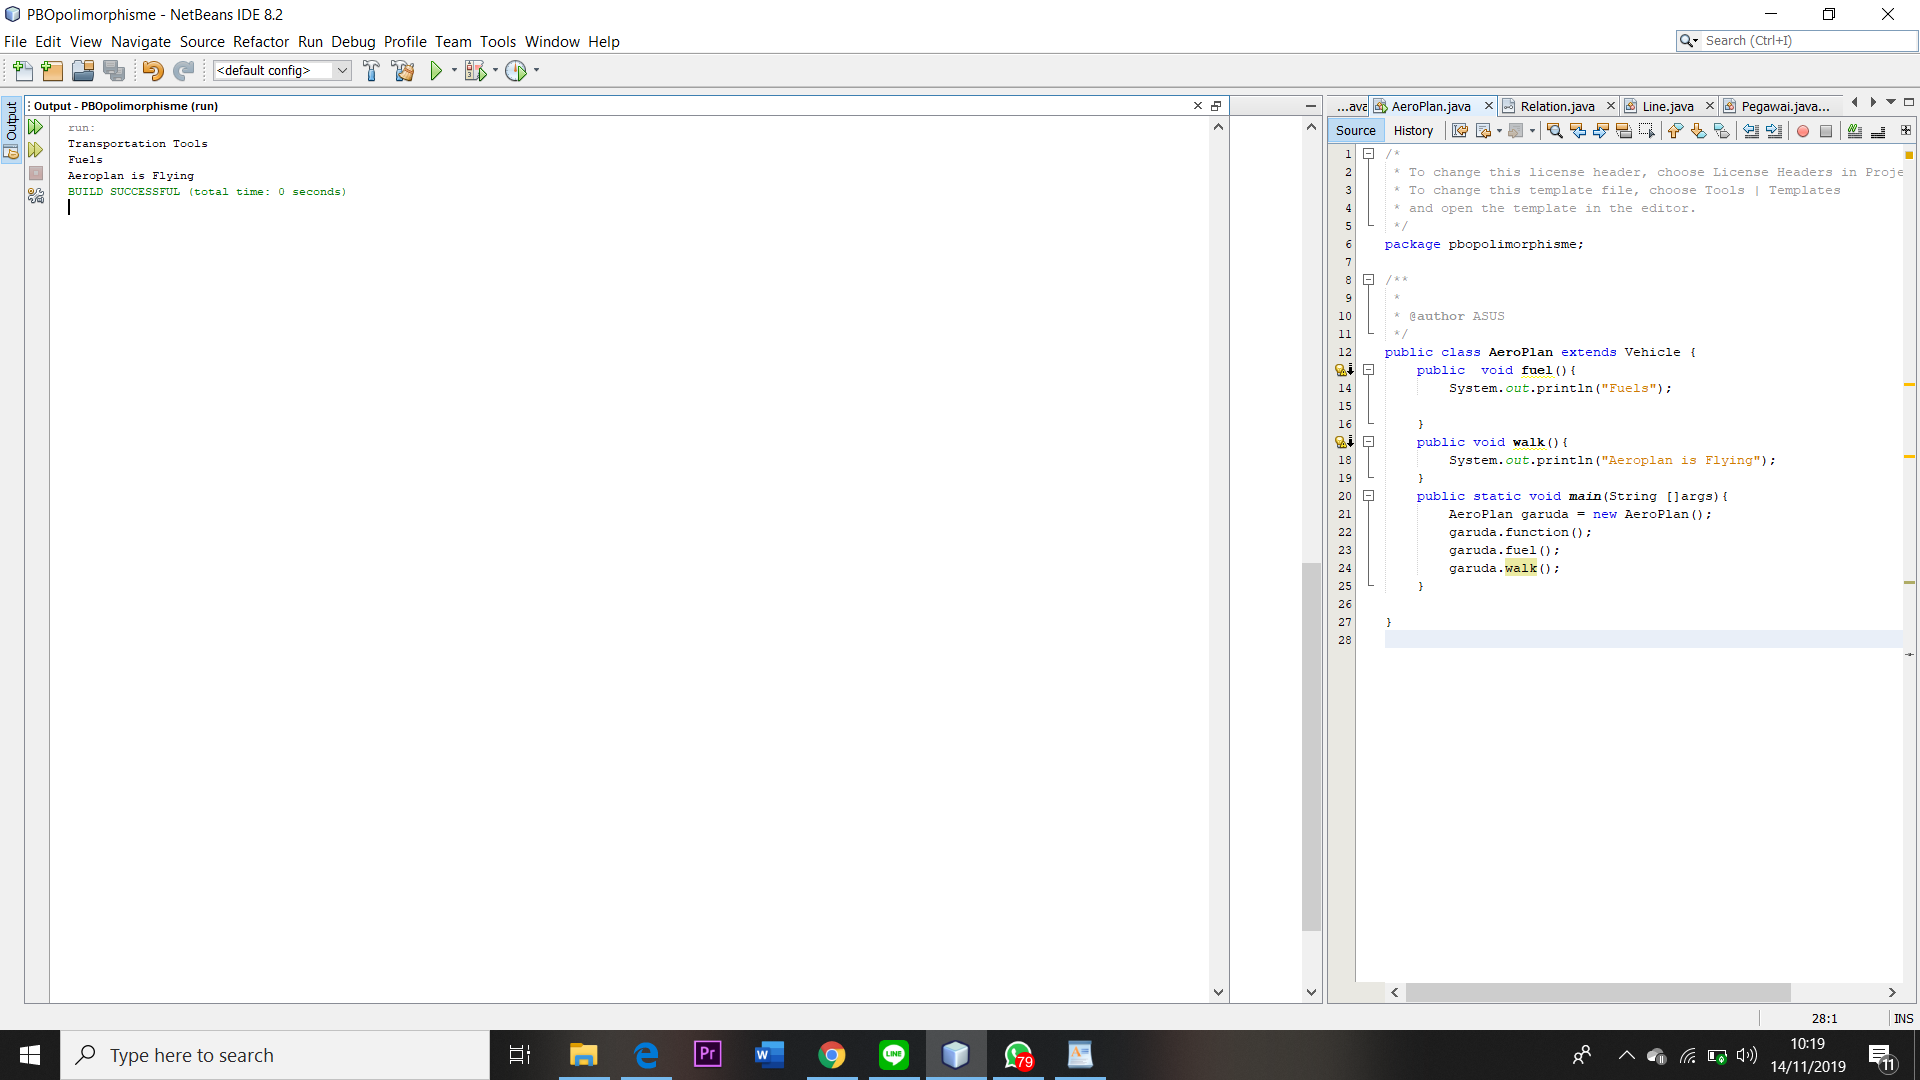 PBOpolimorphisme - NetBeans IDE 8.2
File Edit View Navigate Source Refactor Run Debug Profile Team Tools Window Help
Search (Ctrl+I)
<default config>
Output
Output - PBOpolimorphisme (run)
run:
Transportation Tools
Fuels
Aeroplan is Flying
BUILD SUCCESSFUL (total time: 0 seconds)
...ava AeroPlan.java Relation.java Line.java Pegawai.java...
Source History
1 /*
2 * To change this license header, choose License Headers in Proje
3 * To change this template file, choose Tools | Templates
4 * and open the template in the editor.
5 */
6 package pbopolimorphisme;
7
8 /**
9 *
10 * @author ASUS
11 */
12 public class AeroPlan extends Vehicle {
public  void fuel(){
14 System.out.println("Fuels");
15
16 }
public void walk(){
18 System.out.println("Aeroplan is Flying");
19 }
20 public static void main(String []args){
21 AeroPlan garuda = new AeroPlan();
22 garuda.function();
23 garuda.fuel();
24 garuda.walk();
25 }
26
27 }
28
28:1 INS
Type here to search
Pr
LINE
79
10:19
14/11/2019
11